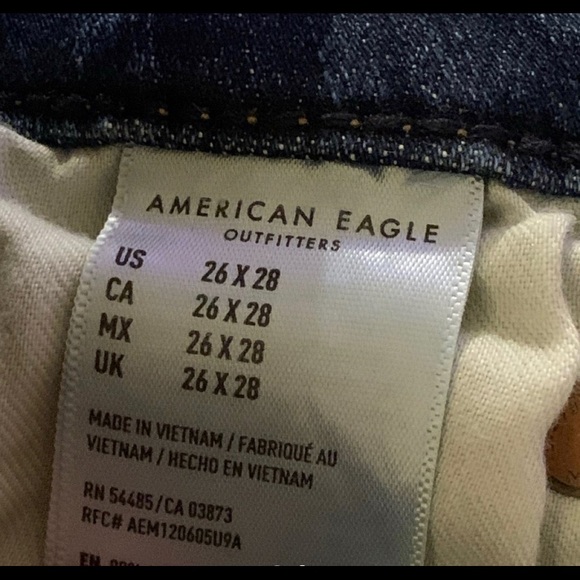 AMERICAN EAGLE
OUTFITTERS
US 26 X 28
CA 26 X 28
MX 26 X 28
UK 26 X 28
MADE IN VIETNAM / FABRIQUÉ AU
VIETNAM / HECHO EN VIETNAM
RN 54485/CA 03873
RFC# AEM120605U9A
EN